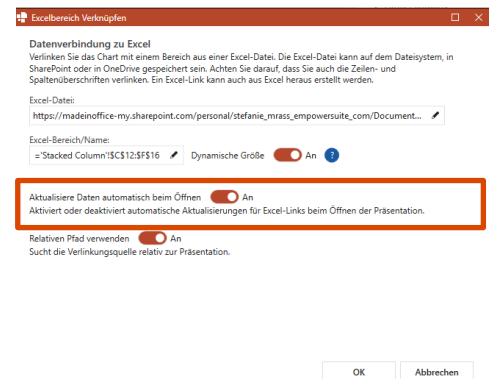 Excelbereich Verknüpfen
Datenverbindung zu Excel
Verlinken Sie das Chart mit einem Bereich aus einer Excel-Datei. Die Excel-Datei kann auf dem Dateisystem, in
SharePoint oder in OneDrive gespeichert sein. Achten Sie darauf, dass Sie auch die Zeilen- und
Spaltenüberschriften verlinken. Ein Excel-Link kann auch aus Excel heraus erstellt werden.
Excel-Datei:
https://madeinoffice-my.sharepoint.com/personal/stefanie_mrass_empowersuite_com/Document...
Excel-Bereich/Name:
='Stacked Column'!$C$12:$F$16 Dynamische Größe An ?
Aktualisiere Daten automatisch beim Öffnen An
Aktiviert oder deaktiviert automatische Aktualisierungen für Excel-Links beim Öffnen der Präsentation.
Relativen Pfad verwenden An
Sucht die Verlinkungsquelle relativ zur Präsentation.
OK Abbrechen